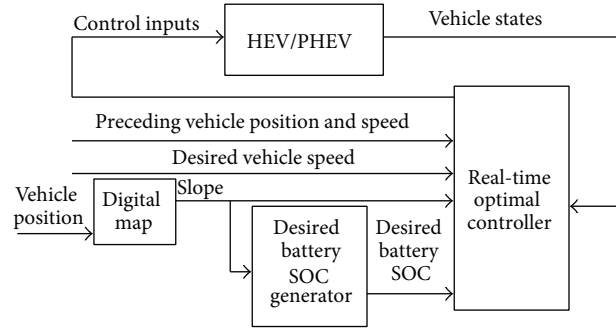 Control inputs
HEV/PHEV
Vehicle states
Preceding vehicle position and speed
Desired vehicle speed
Real-time
optimal
controller
Vehicle
position
Digital
map
Slope
Desired
battery
SOC
generator
Desired
battery
SOC